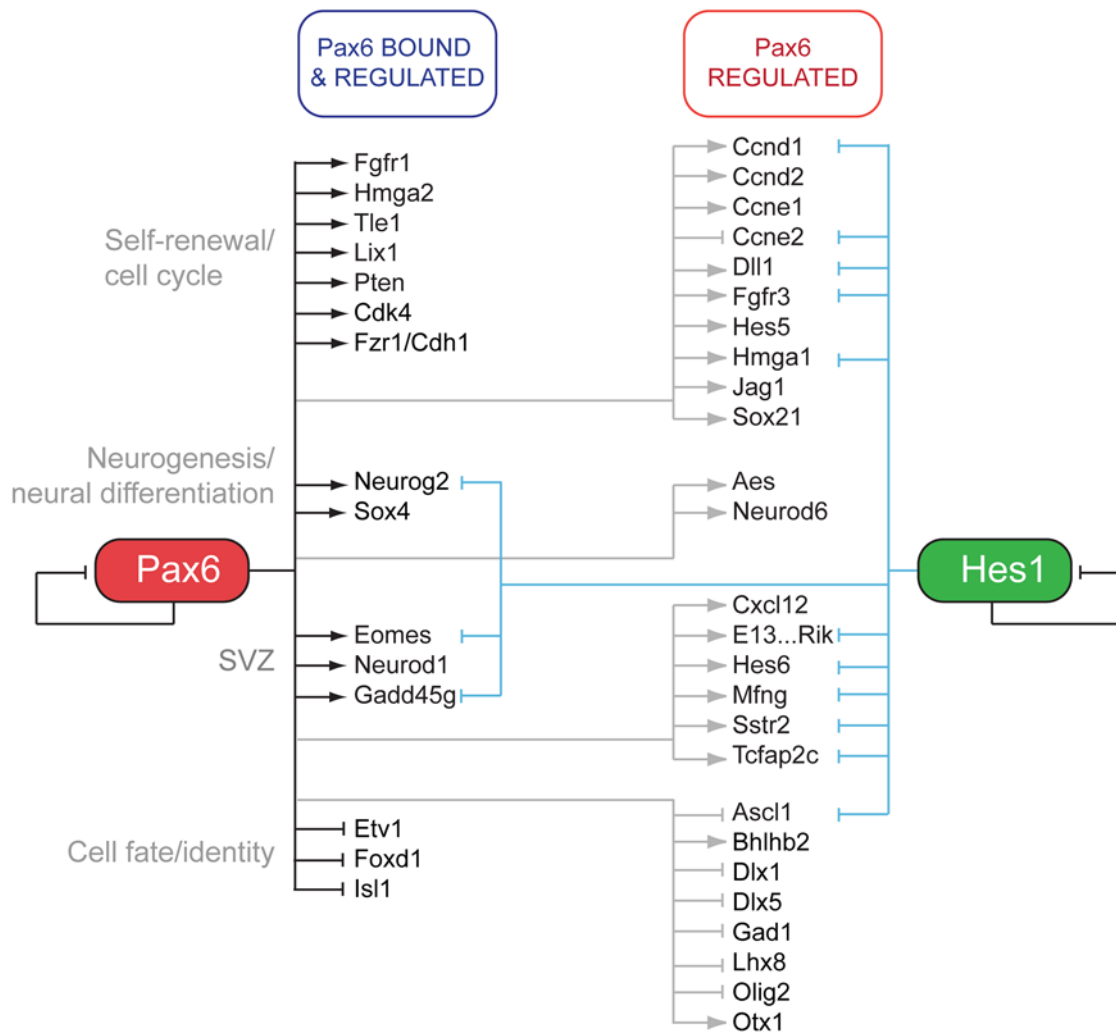 Pax6 BOUND
& REGULATED
Pax6
REGULATED
Self-renewal/
cell cycle
Fgfr1
Hmga2
Tle1
Lix1
Pten
Cdk4
Fzr1/Cdh1
Ccnd1
Ccnd2
Ccne1
Ccne2
Dll1
Fgfr3
Hes5
Hmga1
Jag1
Sox21
Neurogenesis/
neural differentiation
Neurog2
Sox4
Aes
Neurod6
Pax6
Hes1
SVZ
Eomes
Neurod1
Gadd45g
Cxcl12
E13...Rik
Hes6
Mfng
Sstr2
Tcfap2c
Cell fate/identity
Etv1
Foxd1
Isl1
Ascl1
Bhlhb2
Dlx1
Dlx5
Gad1
Lhx8
Olig2
Otx1